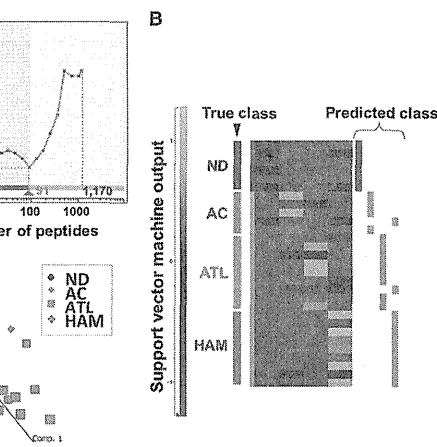 B
True class
Predicted class
ND
AC
ATL
HAM
Support vector machine output
91
1,170
100
1000
er of peptides
ND
AC
ATL
HAM
Comp. 1